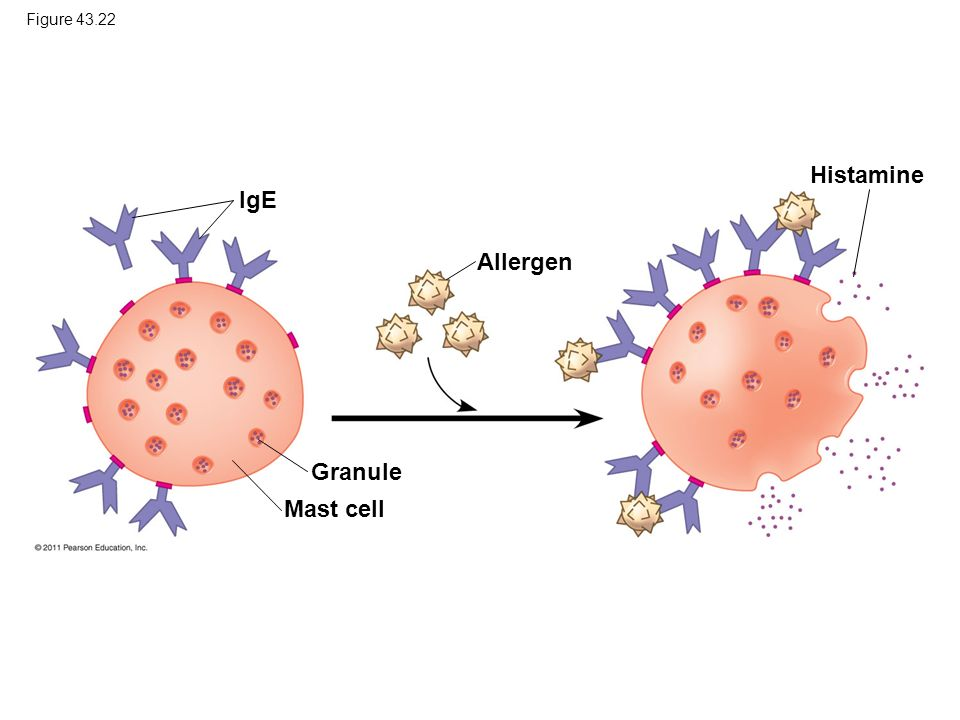 Figure 43.22
Histamine
IgE
Allergen
Granule
Mast cell
© 2011 Pearson Education, Inc.